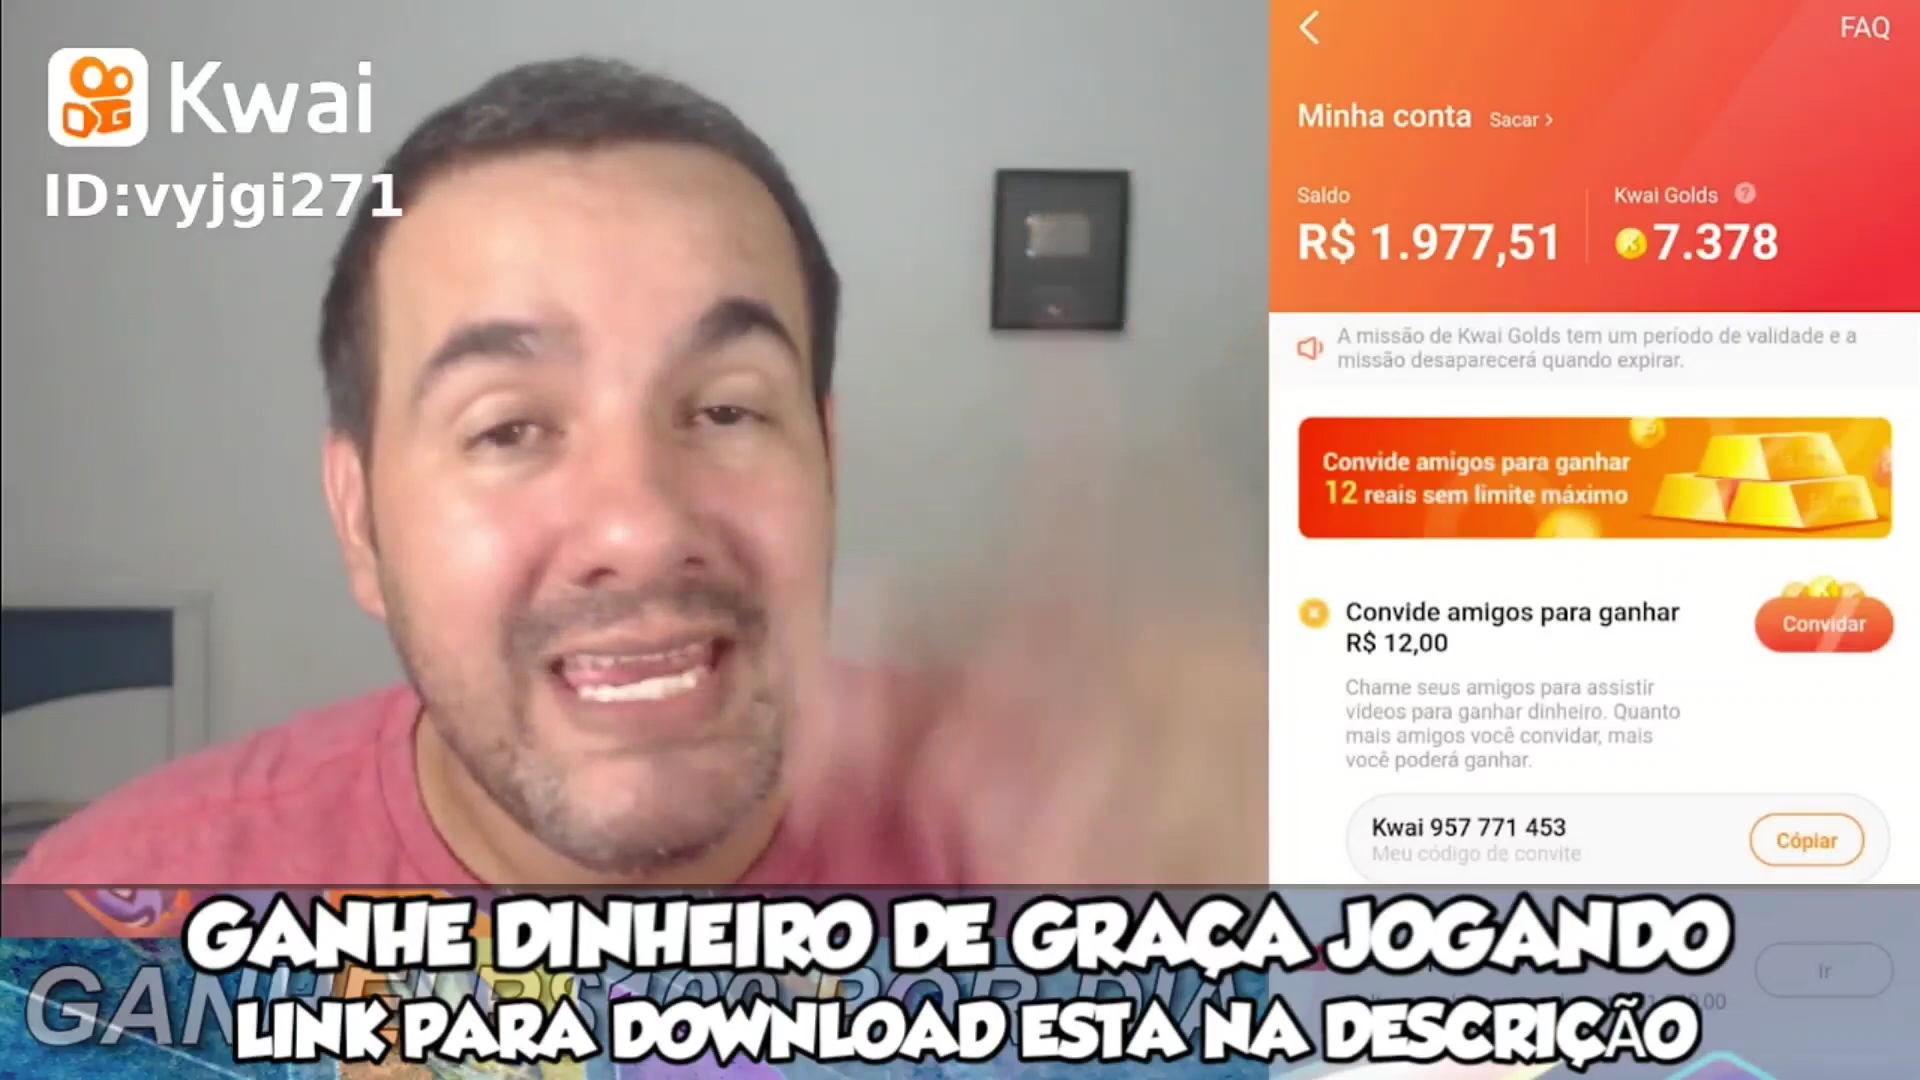 Kwai
ID:vyjgi271
FAQ
Minha conta Sacar >
Saldo
R$ 1.977,51
Kwai Golds ?
7.378
A missão de Kwai Golds tem um período de validade e a
missão desaparecerá quando expirar.
Convide amigos para ganhar
12 reais sem limite máximo
Convide amigos para ganhar
R$ 12,00
Convidar
Chame seus amigos para assistir
vídeos para ganhar dinheiro. Quanto
mais amigos você convidar, mais
você poderá ganhar.
Kwai 957 771 453
Meu código de convite
Cópiar
GANHE DINHEIRO DE GRAÇA JOGANDO
Ir
LINK PARA DOWNLOAD ESTA NA DESCRIÇÃO